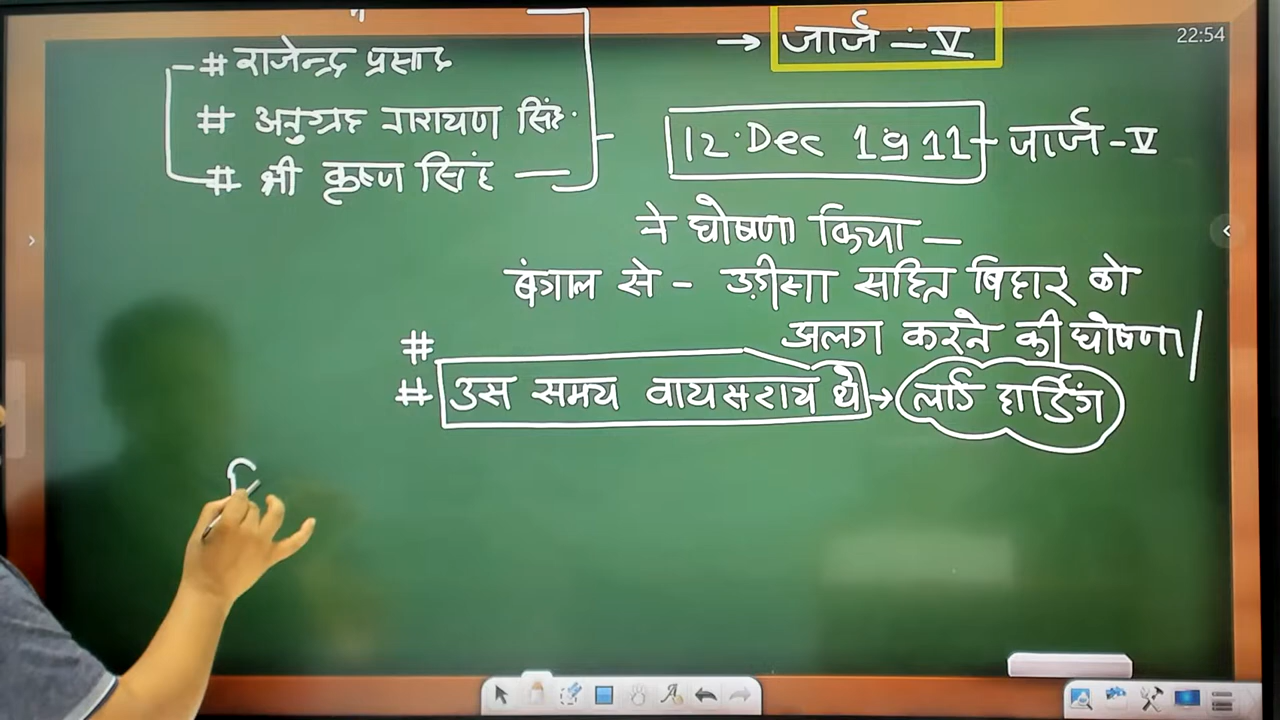 → जार्ज - V
22:54
# राजेन्द्र प्रसाद
# अनुग्रह नारायण सिंह
# श्री कृष्ण सिंह
12 Dec 1911 - जार्ज - V
ने घोषणा किया -
बंगाल से - उड़ीसा सहित बिहार को
अलग करने की घोषणा |
#
# उस समय वायसराय थे → लार्ड हार्डिंग